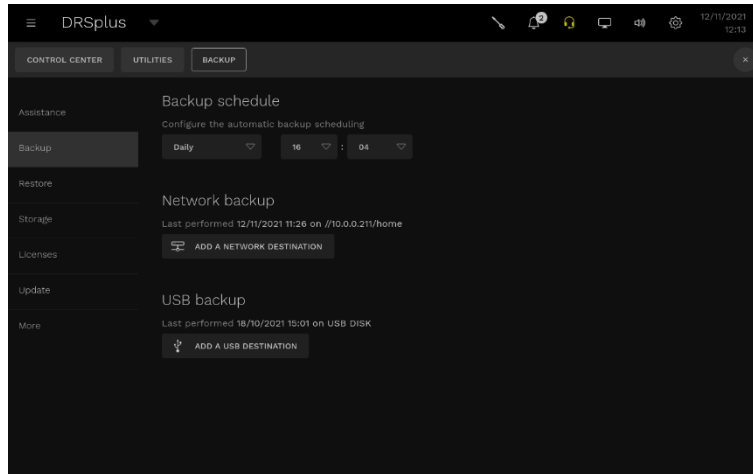 DRSplus
2
12/11/2021
12:13
CONTROL CENTER
UTILITIES
BACKUP
Assistance
Backup
Restore
Storage
Licenses
Update
More
Backup schedule
Configure the automatic backup scheduling
Daily 16 : 04
Network backup
Last performed 12/11/2021 11:26 on //10.0.0.211/home
ADD A NETWORK DESTINATION
USB backup
Last performed 18/10/2021 15:01 on USB DISK
ADD A USB DESTINATION